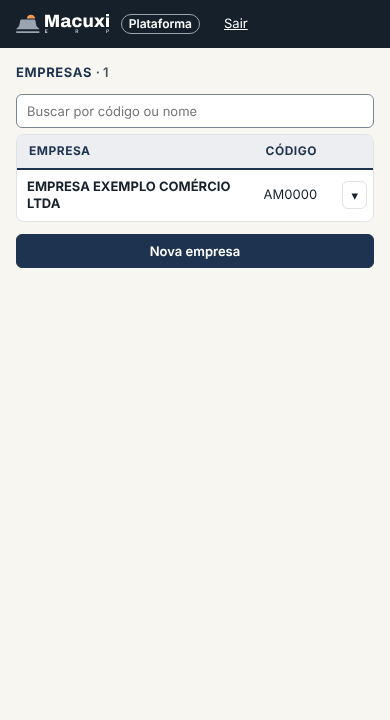 Macuxi
E R P
Plataforma
Sair
EMPRESAS · 1
Buscar por código ou nome
EMPRESA CÓDIGO
EMPRESA EXEMPLO COMÉRCIO
LTDA
AM0000
Nova empresa